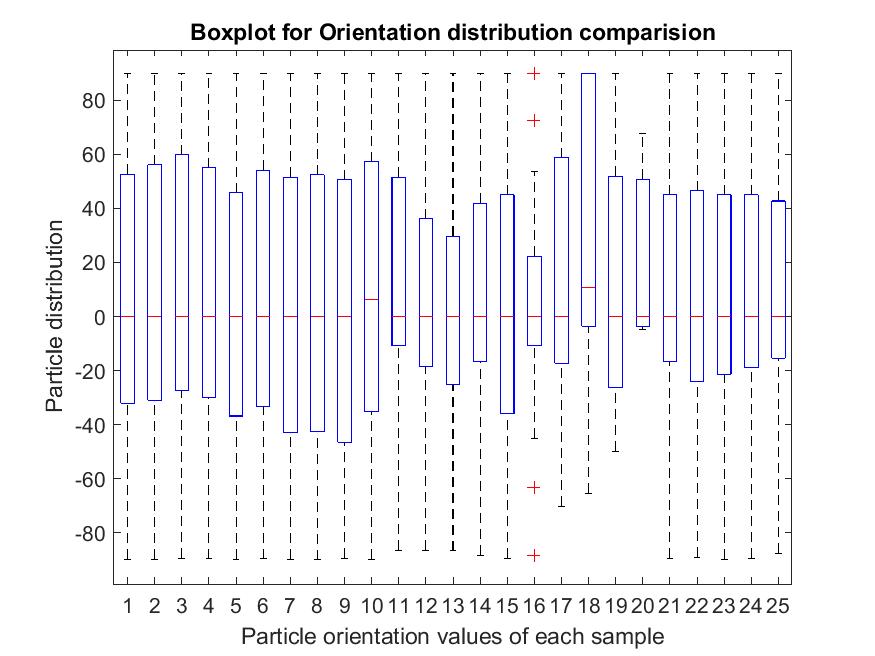 Boxplot for Orientation distribution comparision
80
60
40
20
0
-20
-40
-60
-80
Particle distribution
1 2 3 4 5 6 7 8 9 10 11 12 13 14 15 16 17 18 19 20 21 22 23 24 25
Particle orientation values of each sample